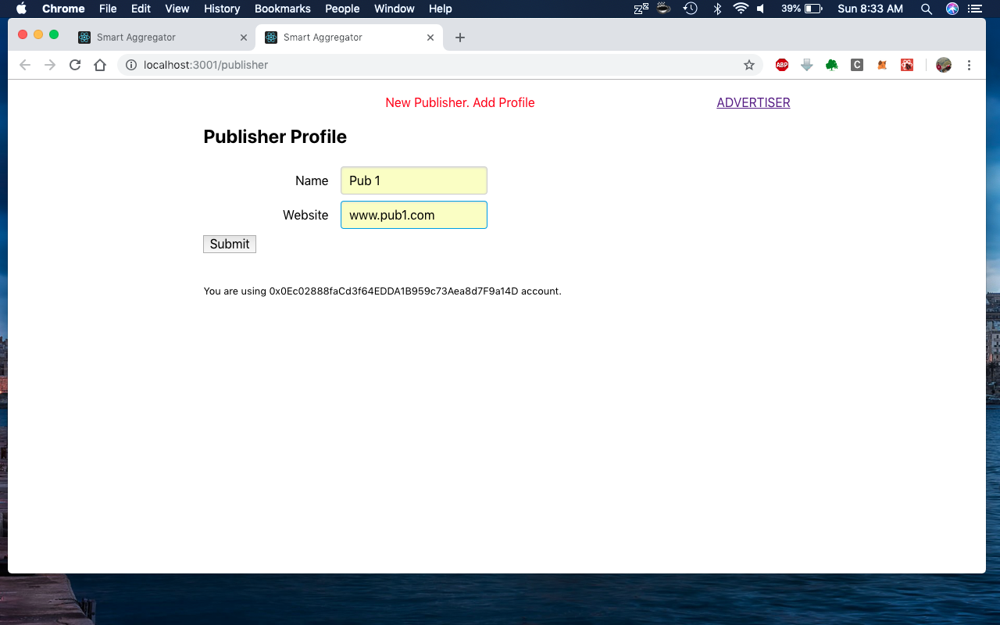 Chrome File Edit View History Bookmarks People Window Help 39% Sun 8:33 AM
Smart Aggregator Smart Aggregator
localhost:3001/publisher ABP C
New Publisher. Add Profile ADVERTISER
Publisher Profile
Name Pub 1
Website www.pub1.com
Submit
You are using 0x0Ec02888faCd3f64EDDA1B959c73Aea8d7F9a14D account.